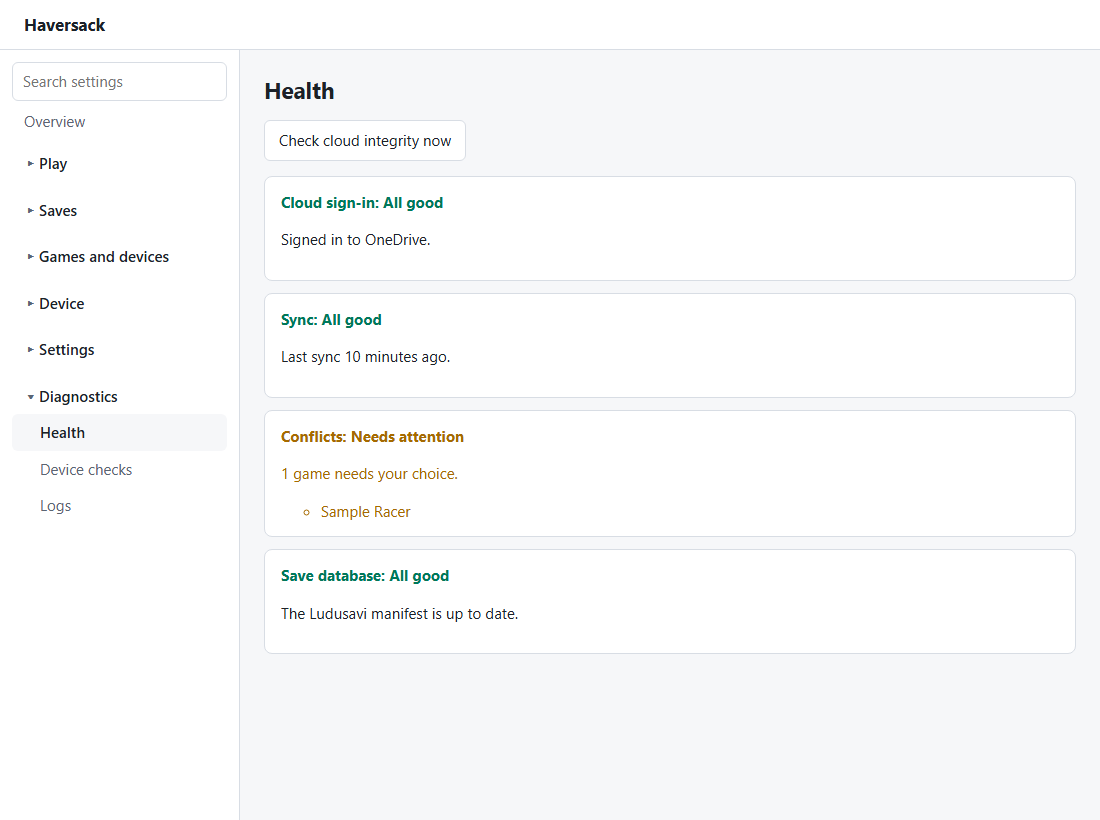 Haversack
Search settings
Overview
Play
Saves
Games and devices
Device
Settings
Diagnostics
Health
Device checks
Logs
Health
Check cloud integrity now
Cloud sign-in: All good
Signed in to OneDrive.
Sync: All good
Last sync 10 minutes ago.
Conflicts: Needs attention
1 game needs your choice.
Sample Racer
Save database: All good
The Ludusavi manifest is up to date.